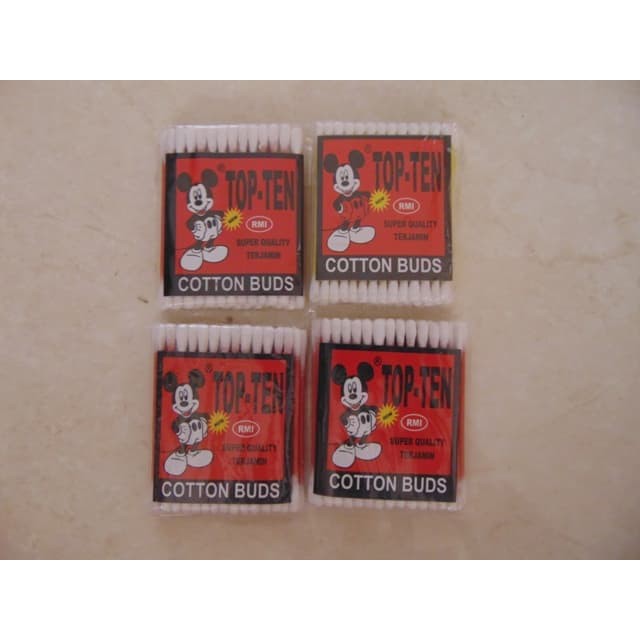 ® TOP-TEN
RMI
SUPER QUALITY
TERJAMIN
COTTON BUDS
® TOP-TEN
RMI
SUPER QUALITY
TERJAMIN
COTTON BUDS
® TOP-TEN
RMI
SUPER QUALITY
TERJAMIN
COTTON BUDS
® TOP-TEN
RMI
SUPER QUALITY
TERJAMIN
COTTON BUDS